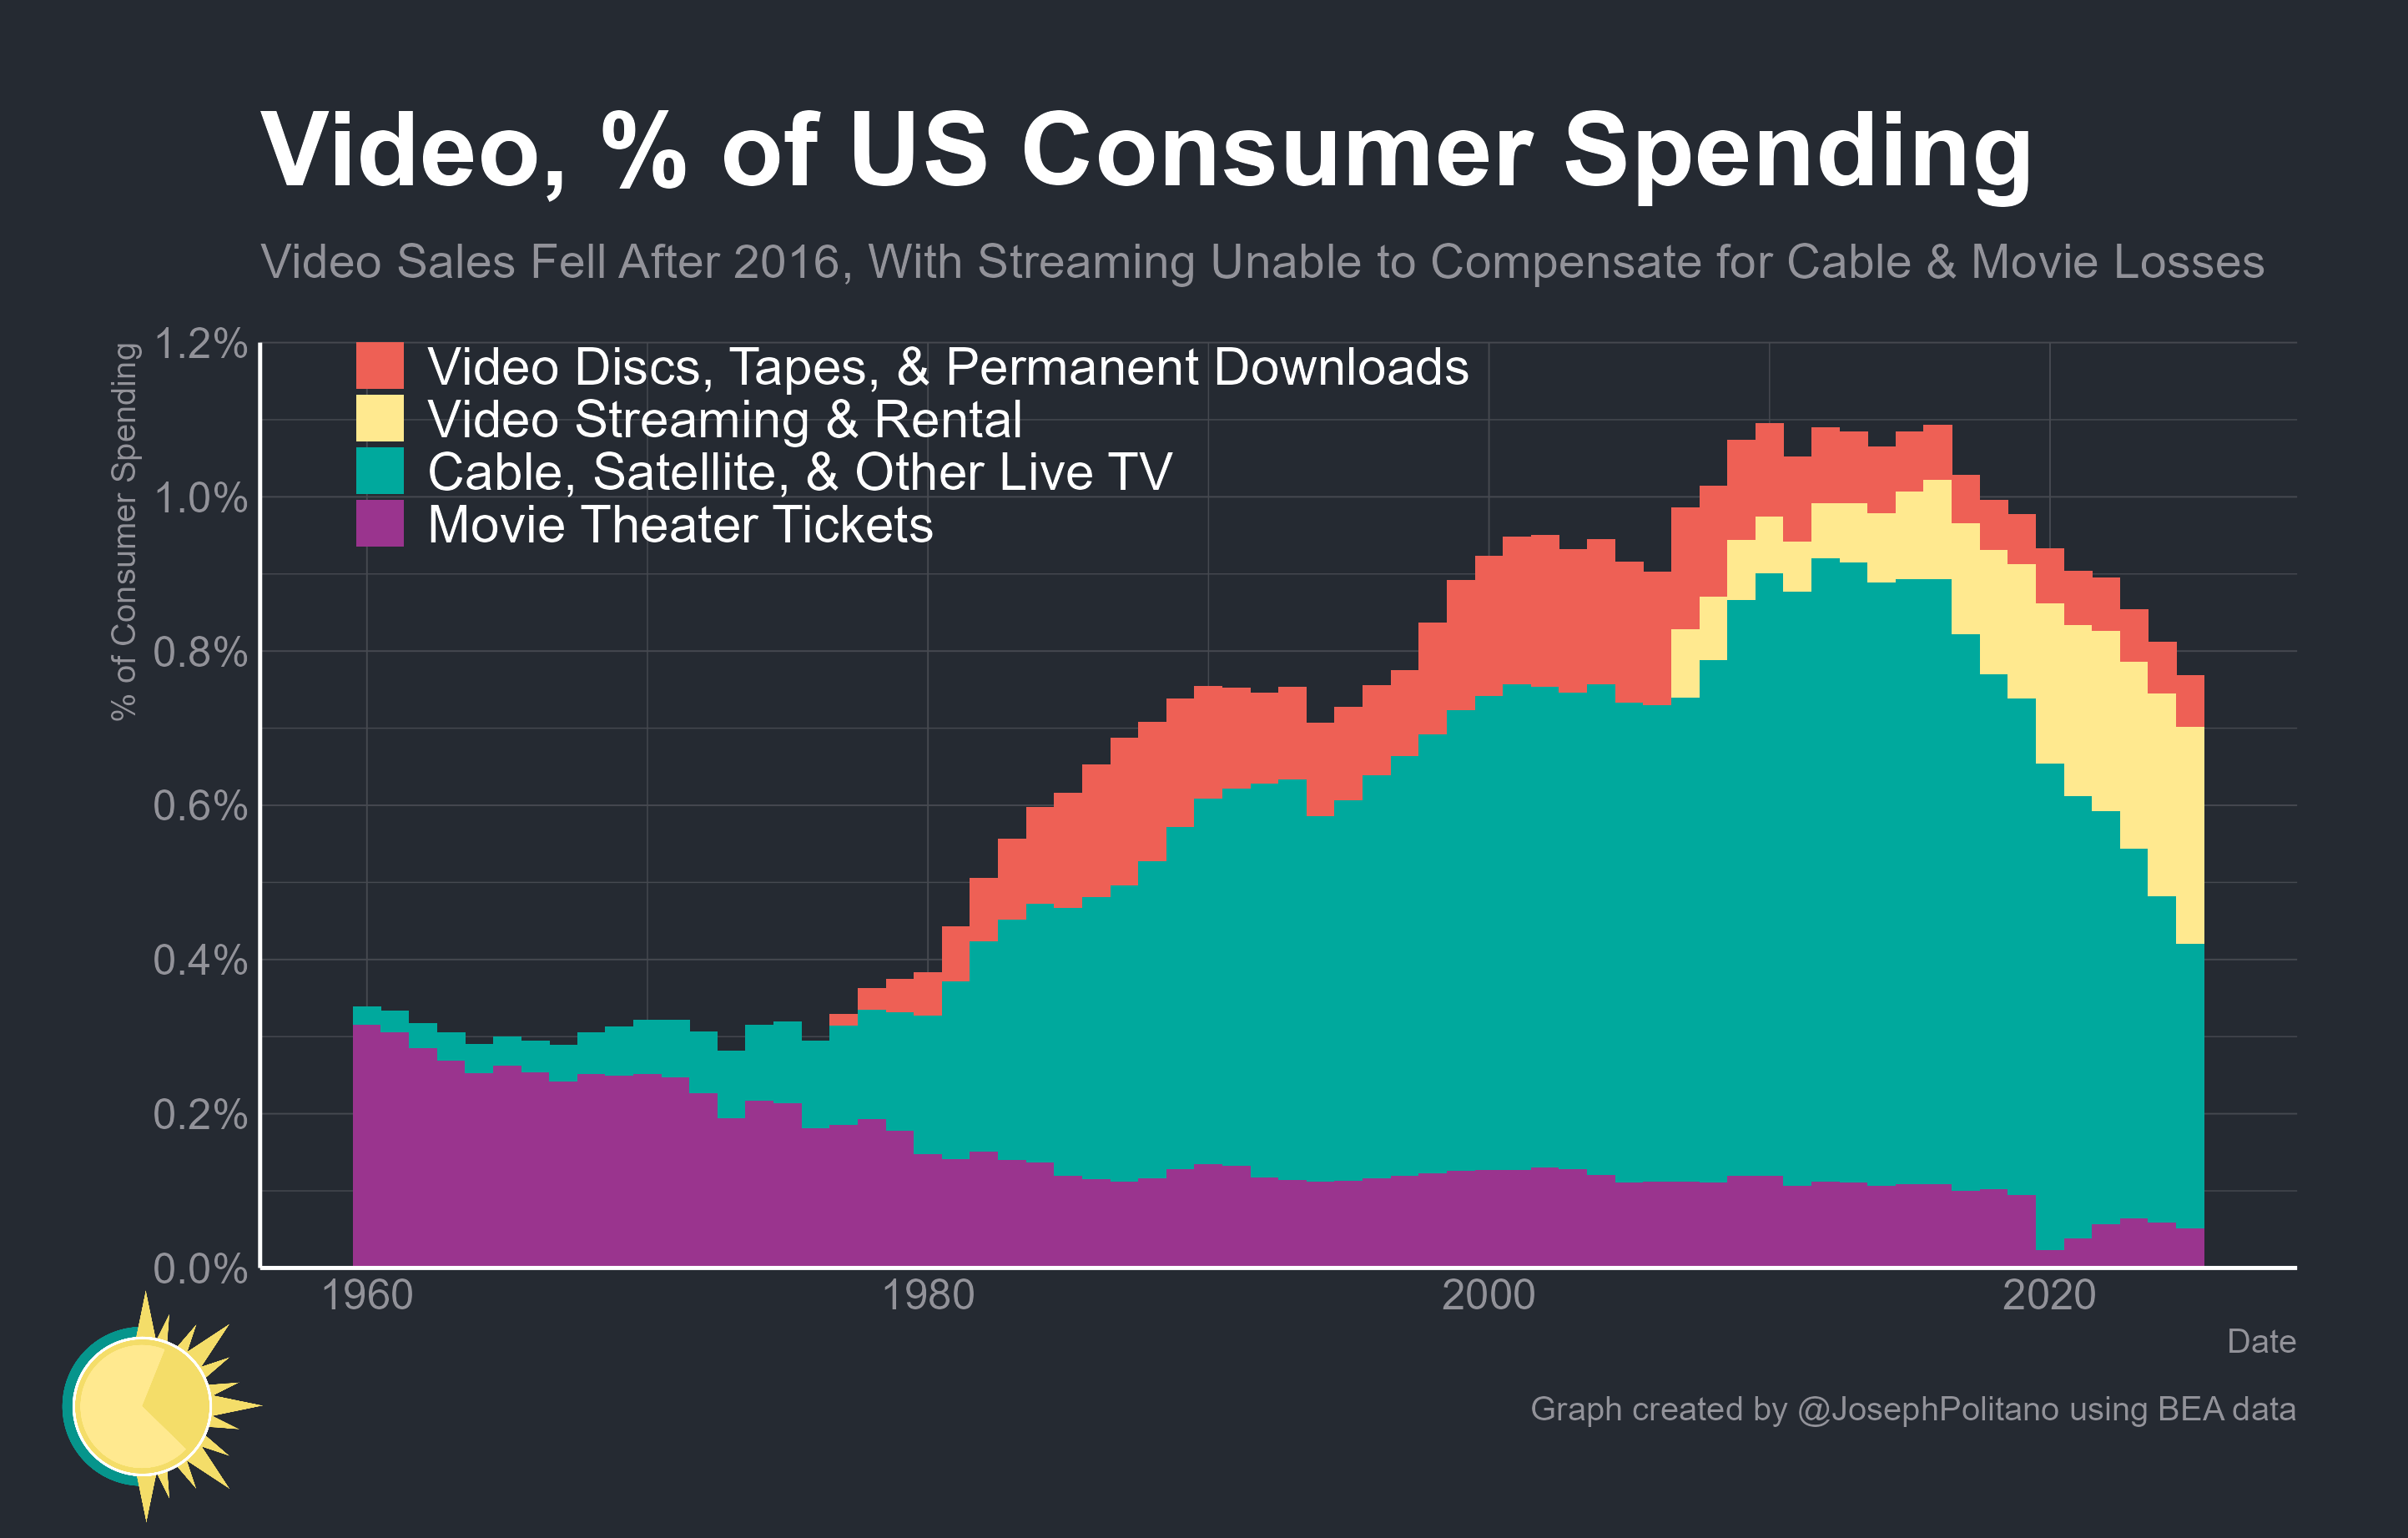 Video, % of US Consumer Spending
Video Sales Fell After 2016, With Streaming Unable to Compensate for Cable & Movie Losses
% of Consumer Spending
1.2%
1.0%
0.8%
0.6%
0.4%
0.2%
0.0%
Video Discs, Tapes, & Permanent Downloads
Video Streaming & Rental
Cable, Satellite, & Other Live TV
Movie Theater Tickets
1960 1980 2000 2020
Date
Graph created by @JosephPolitano using BEA data